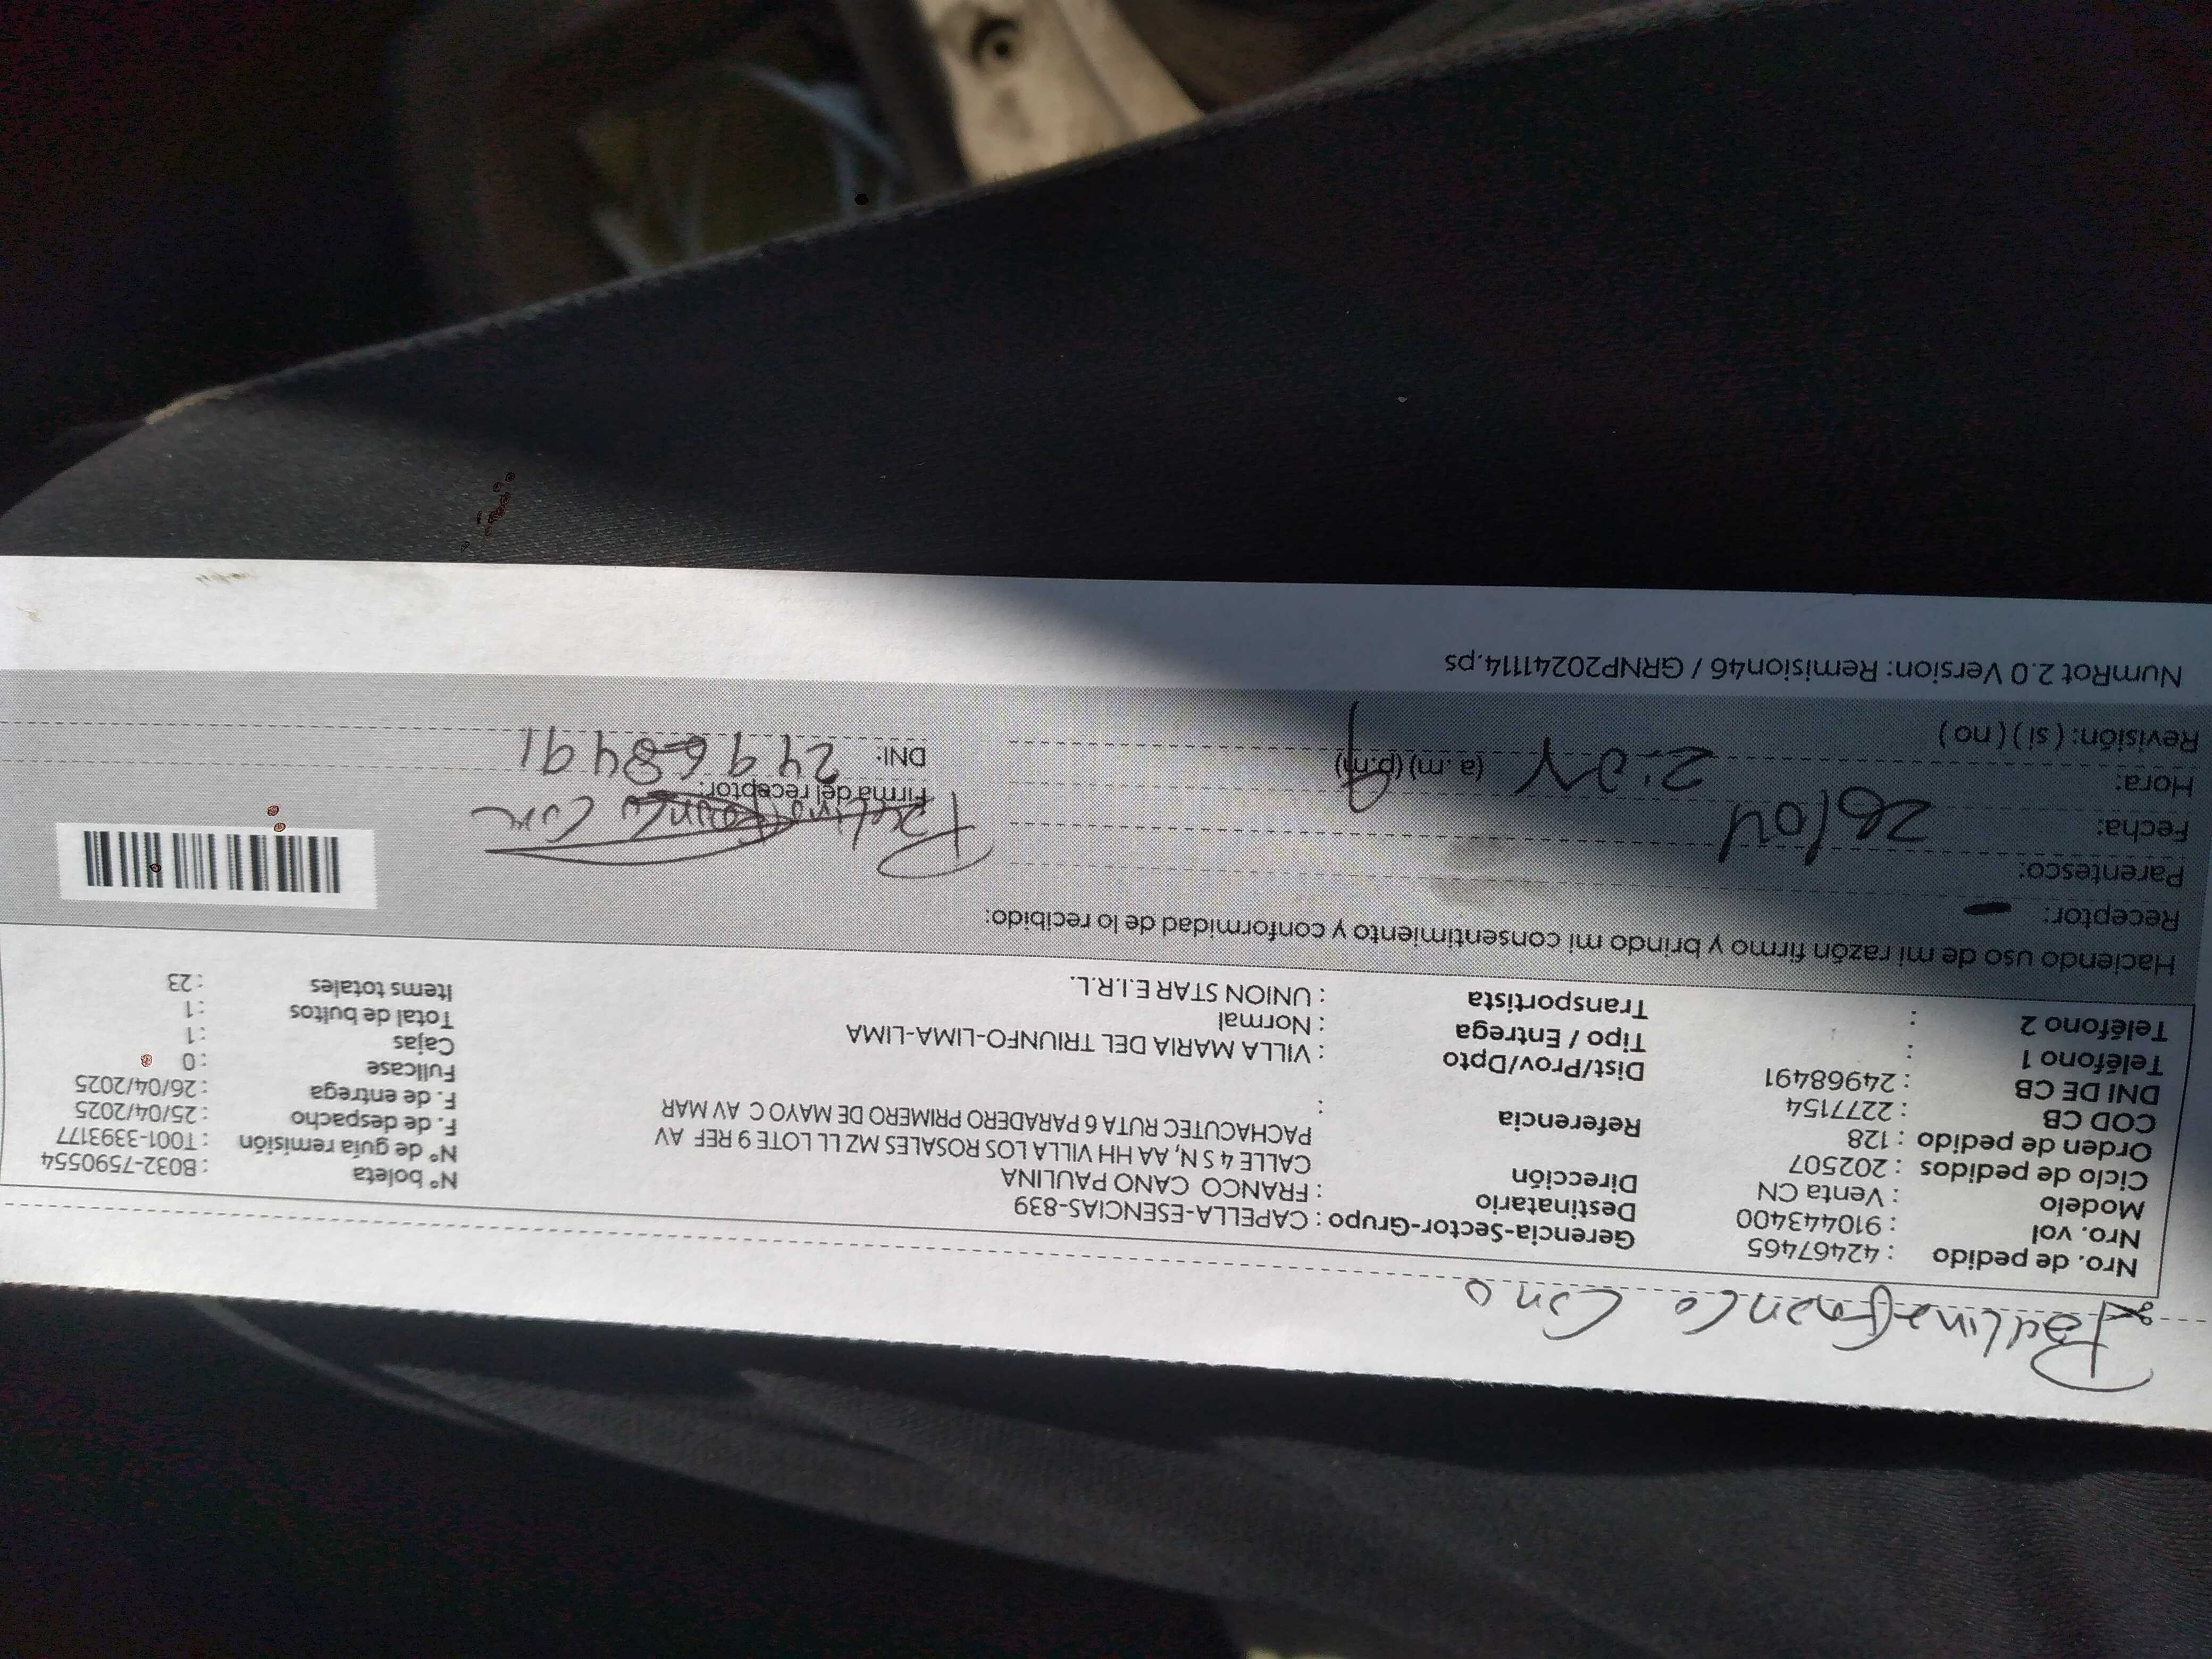 Paulina Franco Cano
Nro. de pedido : 42467465
Nro. vol : 910443400
Modelo : Venta CN
Ciclo de pedidos : 202507
Orden de pedido : 128
COD CB : 2277154
DNI DE CB : 24968491
Teléfono 1 :
Teléfono 2 :
Gerencia-Sector-Grupo : CAPELLA-ESENCIAS-839
Destinatario : FRANCO CANO PAULINA
Dirección CALLE 4 S N, AA HH VILLA LOS ROSALES MZ LL LOTE 9 REF AV
PACHACUTEC RUTA 6 PARADERO PRIMERO DE MAYO C AV MAR
Referencia :
Dist/Prov/Dpto : VILLA MARIA DEL TRIUNFO-LIMA-LIMA
Tipo / Entrega : Normal
Transportista : UNION STAR E.I.R.L.
N° boleta : B032-7590554
N° de guía remisión : T001-3393177
F. de despacho : 25/04/2025
F. de entrega : 26/04/2025
Fullcase : 0
Cajas : 1
Total de bultos : 1
Items totales : 23
Haciendo uso de mi razón firmo y brindo mi consentimiento y conformidad de lo recibido:
Receptor:
Parentesco:
Fecha: 26/04
Hora: (a. m) (p.m)
Revisión: ( si ) ( no )
Paulina Franco
Firma del receptor:
DNI: 24968491
NumRot 2.0 Version: Remision46 / GRNP20241114.ps